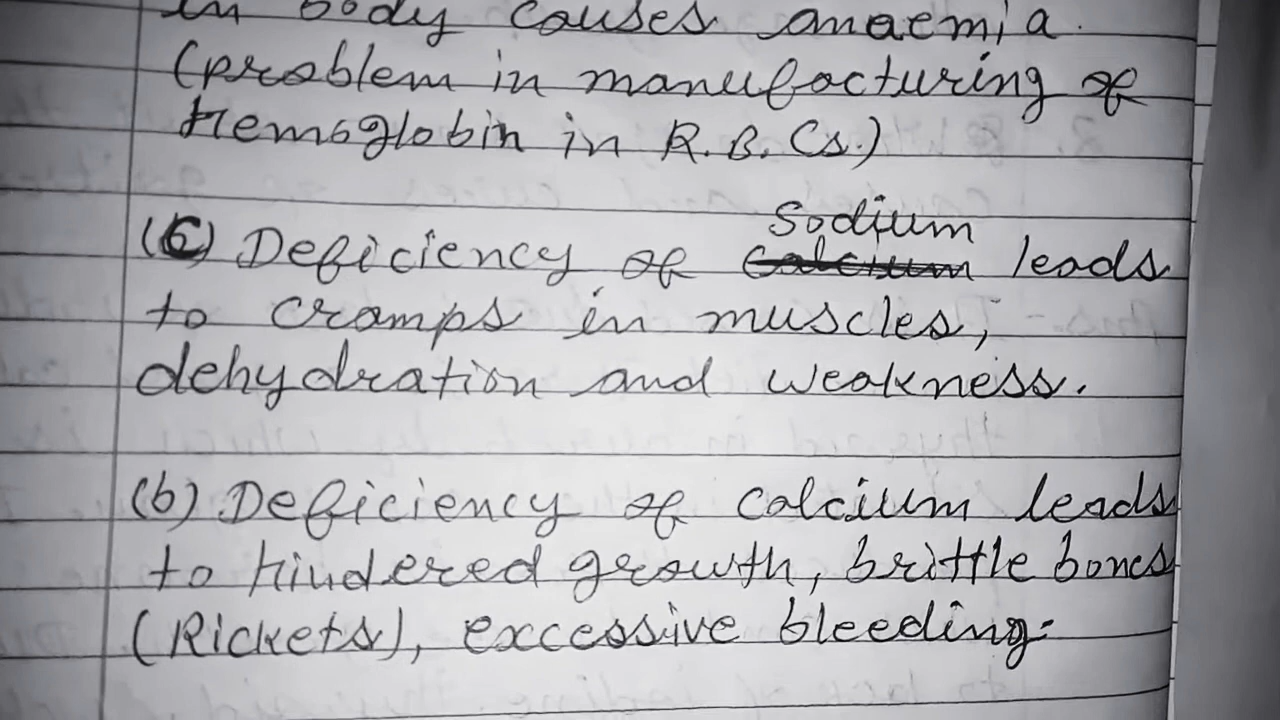 in body causes anaemia.
(problem in manufacturing of
Hemoglobin in R.B.Cs.)
(C) Deficiency of Sodium ~~Calcium~~ leads
to cramps in muscles,
dehydration and weakness.
(b) Deficiency of calcium leads
to hindered growth, brittle bones
(Rickets), excessive bleeding.